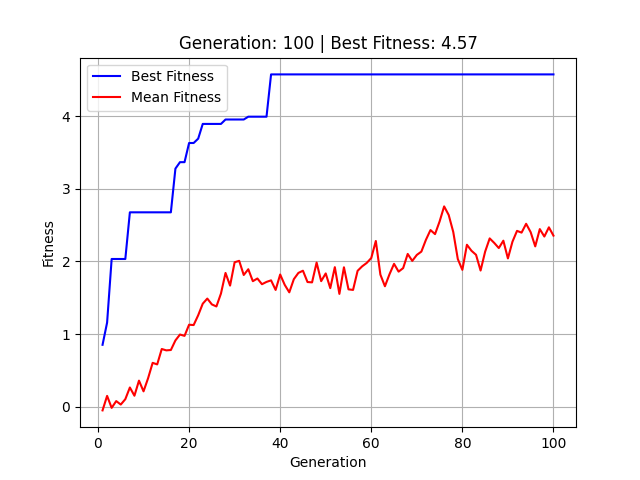 Generation: 100 | Best Fitness: 4.57
Best Fitness
Mean Fitness
Fitness
4
3
2
1
0
0 20 40 60 80 100
Generation